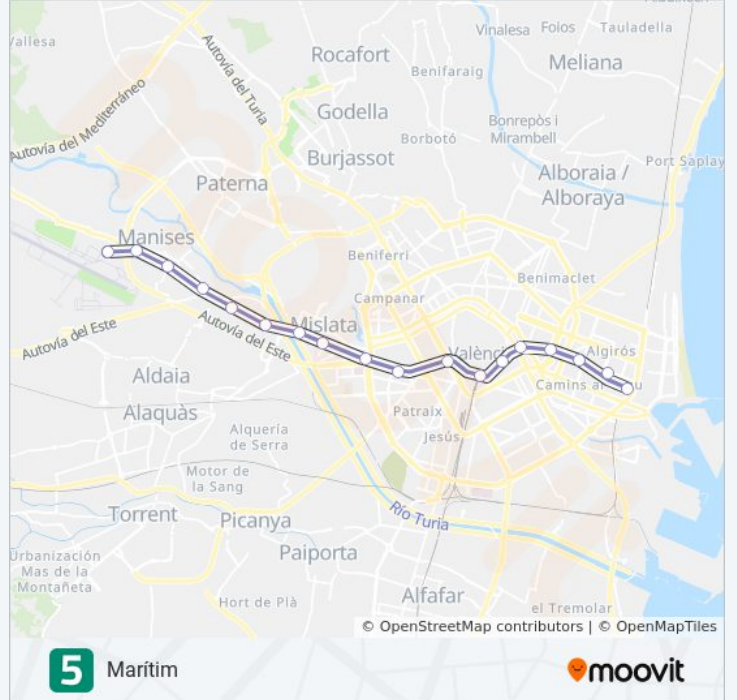 Vinalesa
Foios
Tauladella
Vallesa
Rocafort
Meliana
Benifaraig
Autovía del Turia
Godella
Autovía del Mediterráneo
Bonrepòs i
Mirambell
Borbotó
Burjassot
Port Saplaya
Alboraia /
Alboraya
Paterna
Manises
Beniferri
Benimaclet
Campanar
Mislata
Autovía del Este
Autovía del Este
València
Algirós
Aldaia
Camins al Grau
Alaquàs
Patraix
Alquería
de Serra
Jesús
Motor de
la Sang
Torrent
Picanya
Río Turia
Paiporta
Urbanización
Mas de la
Montañeta
Alfafar
Hort de Plà
el Tremolar
© OpenStreetMap contributors | © OpenMapTiles
5 Marítim
moovit